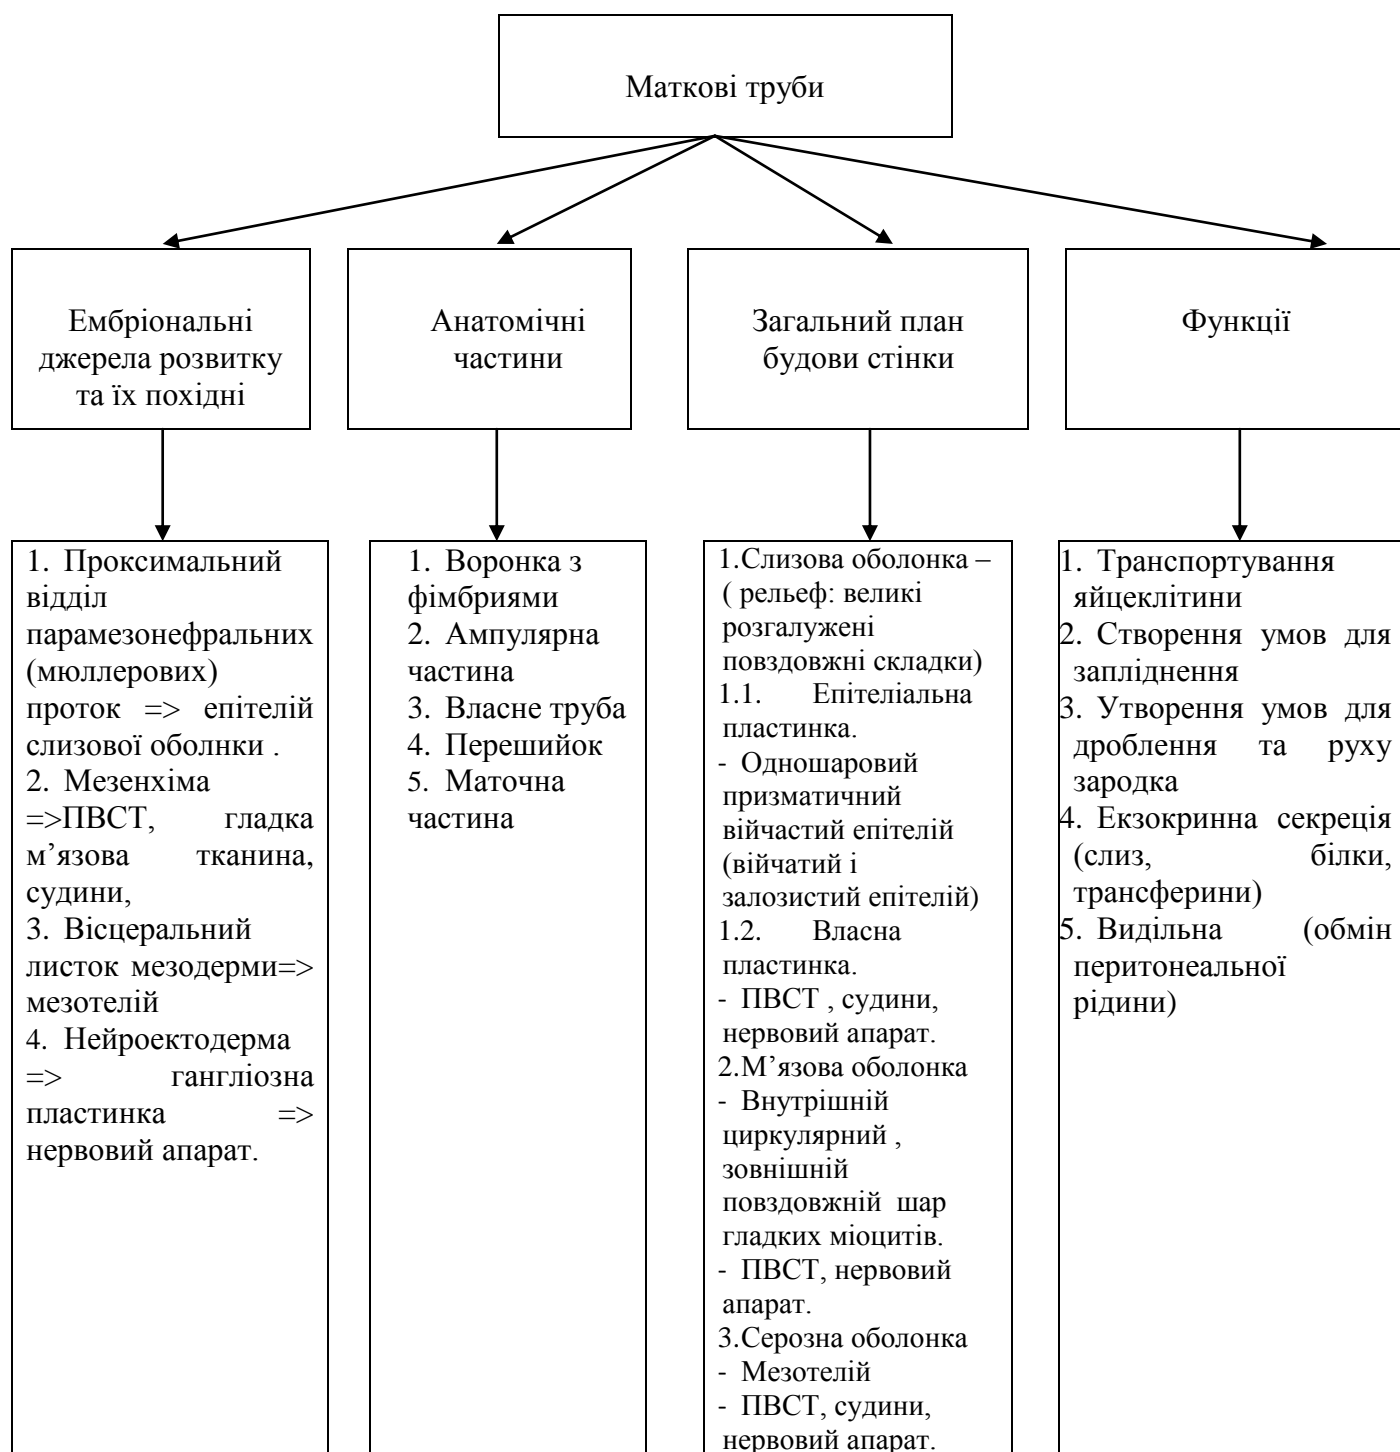 Маткові труби
Ембріональні
джерела розвитку
та їх похідні
Анатомічні
частини
Загальний план
будови стінки
Функції
1. Проксимальний
відділ
парамезонефральних
(мюллерових)
проток => епітелій
слизової оболнки .
2. Мезенхіма
=>ПВСТ, гладка
м’язова тканина,
судини,
3. Вісцеральний
листок мезодерми=>
мезотелій
4. Нейроектодерма
=> гангліозна
пластинка =>
нервовий апарат.
1. Воронка з
фімбриями
2. Ампулярна
частина
3. Власне труба
4. Перешийок
5. Маточна
частина
1.Слизова оболонка –
( рельеф: великі
розгалужені
повздовжні складки)
1.1. Епітеліальна
пластинка.
- Одношаровий
призматичний
війчастий епітелій
(війчатий і
залозистий епітелій)
1.2. Власна
пластинка.
- ПВСТ , судини,
нервовий апарат.
2.М’язова оболонка
- Внутрішній
циркулярний ,
зовнішній
повздовжній шар
гладких міоцитів.
- ПВСТ, нервовий
апарат.
3.Серозна оболонка
- Мезотелій
- ПВСТ, судини,
нервовий апарат.
1. Транспортування
яйцеклітини
2. Створення умов для
запліднення
3. Утворення умов для
дроблення та руху
зародка
4. Екзокринна секреція
(слиз, білки,
трансферини)
5. Видільна (обмін
перитонеальної
рідини)